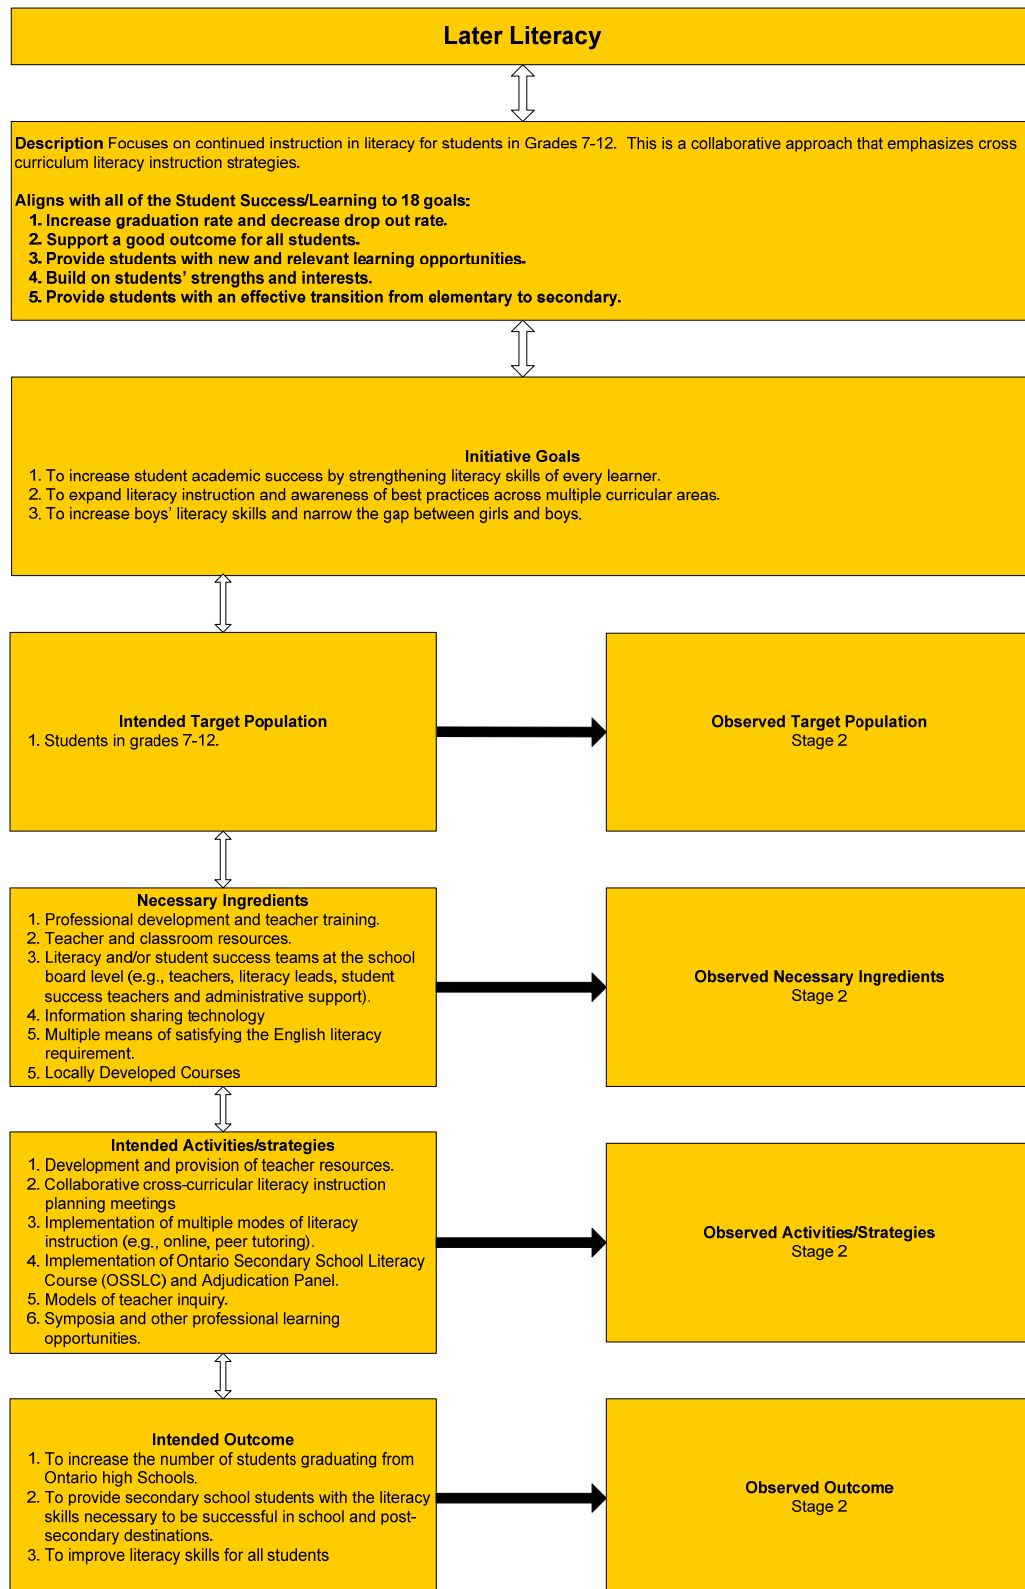 Later Literacy
Description Focuses on continued instruction in literacy for students in Grades 7-12. This is a collaborative approach that emphasizes cross
curriculum literacy instruction strategies.
Aligns with all of the Student Success/Learning to 18 goals:
1. Increase graduation rate and decrease drop out rate.
2. Support a good outcome for all students.
3. Provide students with new and relevant learning opportunities.
4. Build on students' strengths and interests.
5. Provide students with an effective transition from elementary to secondary.
Initiative Goals
1. To increase student academic success by strengthening literacy skills of every learner.
2. To expand literacy instruction and awareness of best practices across multiple curricular areas.
3. To increase boys' literacy skills and narrow the gap between girls and boys.
Intended Target Population
1. Students in grades 7-12.
Observed Target Population
Stage 2
Necessary Ingredients
1. Professional development and teacher training.
2. Teacher and classroom resources.
3. Literacy and/or student success teams at the school
board level (e.g., teachers, literacy leads, student
success teachers and administrative support).
4. Information sharing technology
5. Multiple means of satisfying the English literacy
requirement.
5. Locally Developed Courses
Observed Necessary Ingredients
Stage 2
Intended Activities/strategies
1. Development and provision of teacher resources.
2. Collaborative cross-curricular literacy instruction
planning meetings
3. Implementation of multiple modes of literacy
instruction (e.g., online, peer tutoring).
4. Implementation of Ontario Secondary School Literacy
Course (OSSLC) and Adjudication Panel.
5. Models of teacher inquiry.
6. Symposia and other professional learning
opportunities.
Observed Activities/Strategies
Stage 2
Intended Outcome
1. To increase the number of students graduating from
Ontario high Schools.
2. To provide secondary school students with the literacy
skills necessary to be successful in school and post-
secondary destinations.
3. To improve literacy skills for all students
Observed Outcome
Stage 2